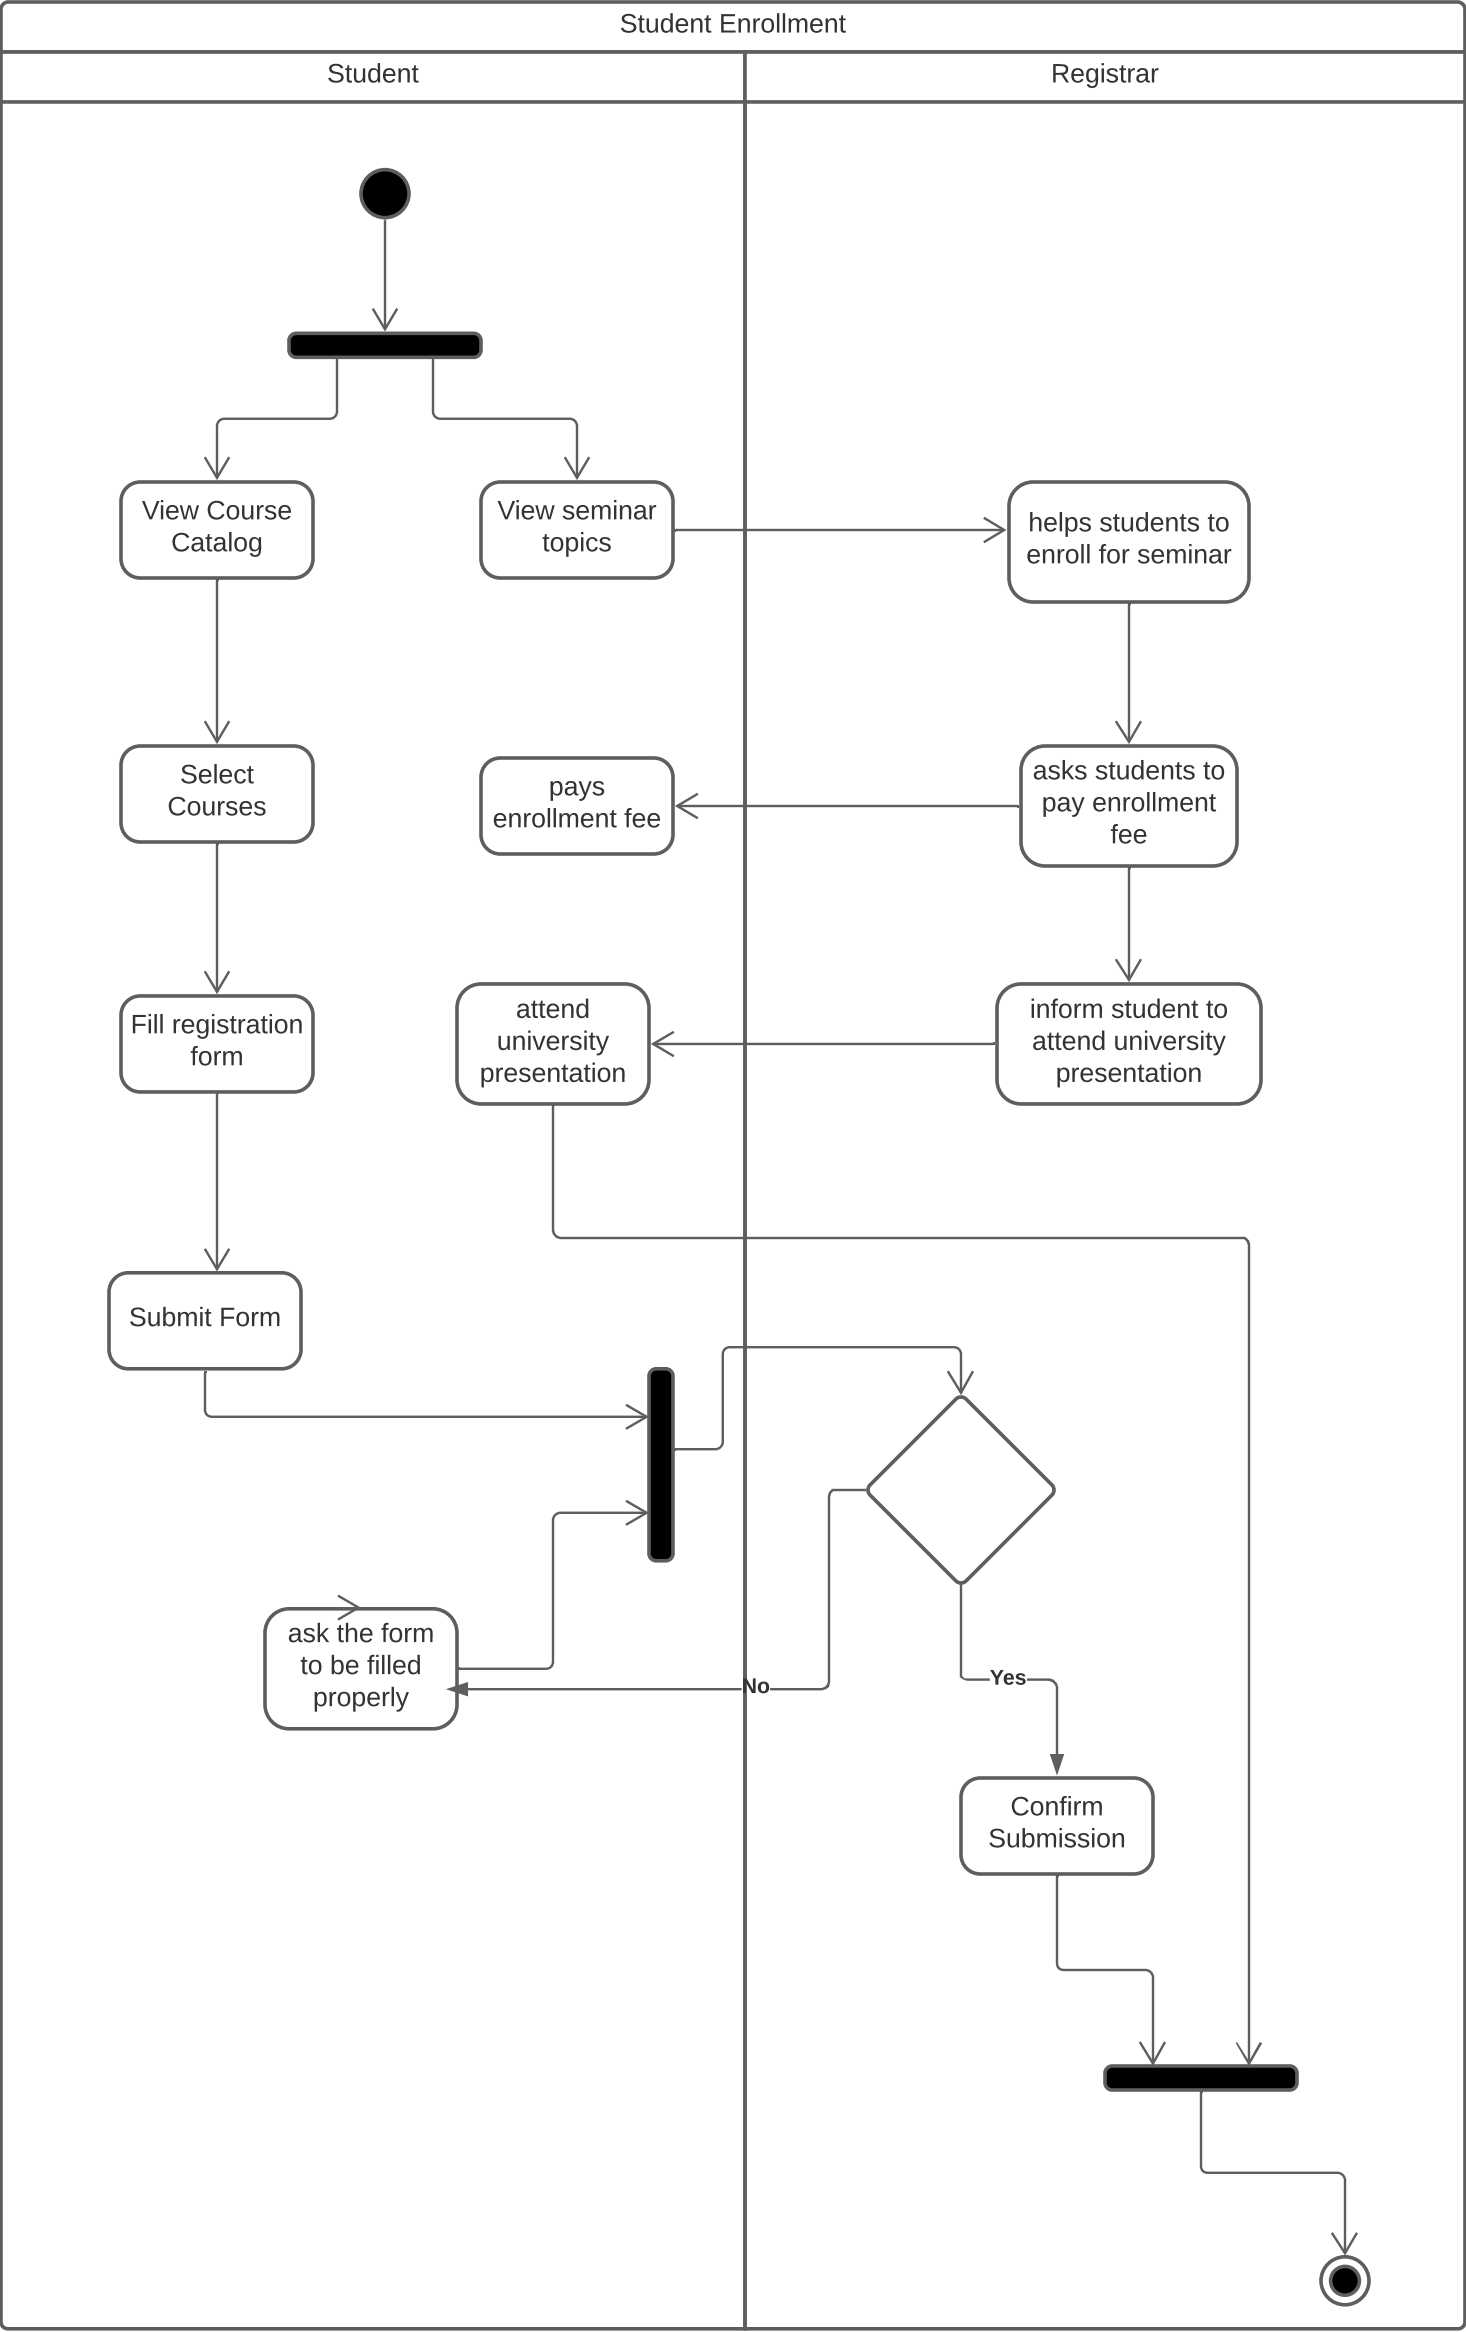 Student Enrollment
Student
Registrar
View Course
Catalog
View seminar
topics
helps students to
enroll for seminar
Select
Courses
pays
enrollment fee
asks students to
pay enrollment
fee
Fill registration
form
attend
university
presentation
inform student to
attend university
presentation
Submit Form
ask the form
to be filled
properly
No
Yes
Confirm
Submission